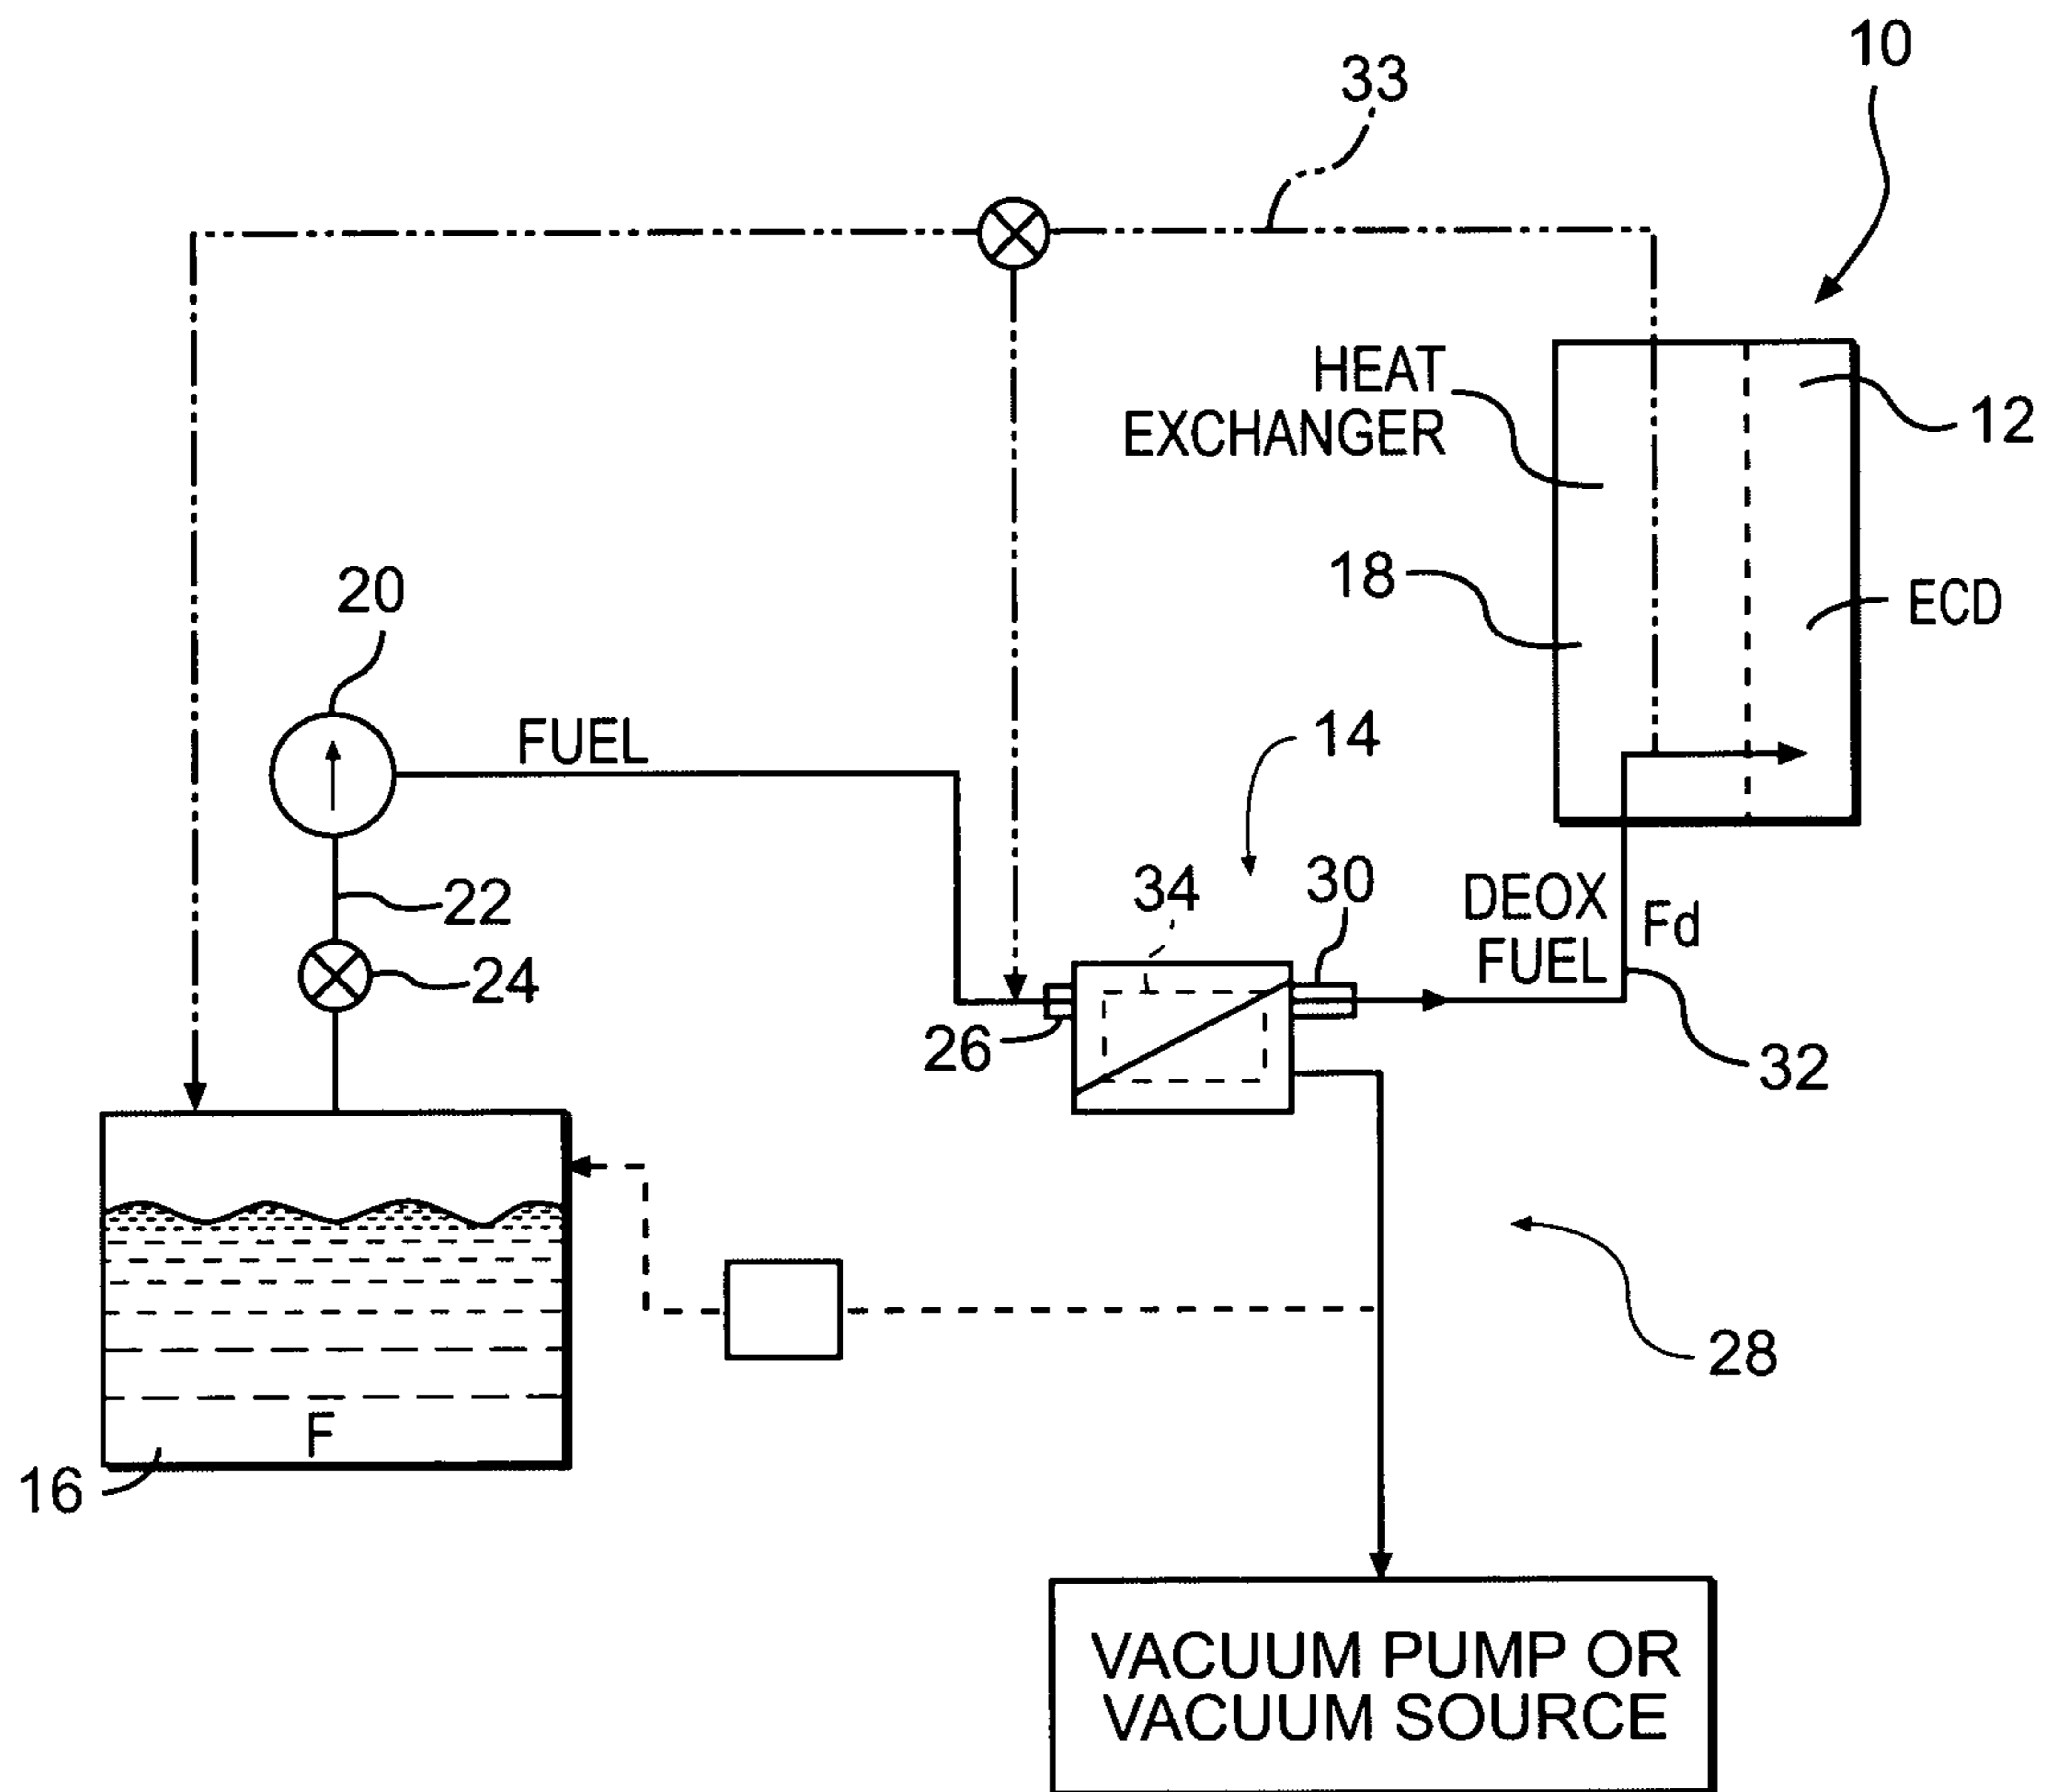 10
33
HEAT
EXCHANGER
12
18
ECD
20
FUEL
14
22
34
30
DEOX
FUEL
Fd
24
26
32
28
F
16
VACUUM PUMP OR
VACUUM SOURCE